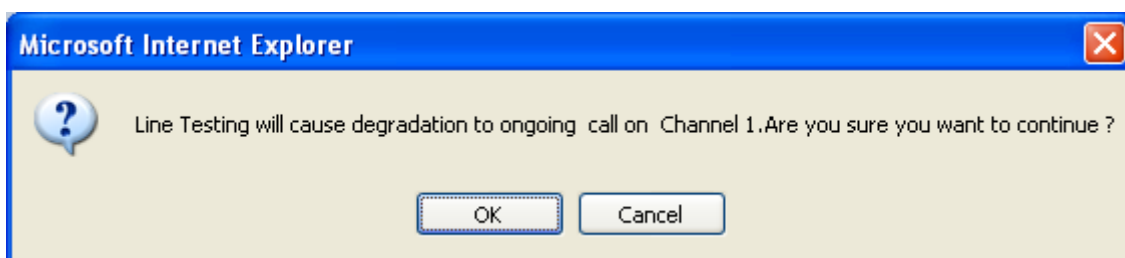 Microsoft Internet Explorer
Line Testing will cause degradation to ongoing  call on  Channel 1.Are you sure you want to continue ?
OK
Cancel